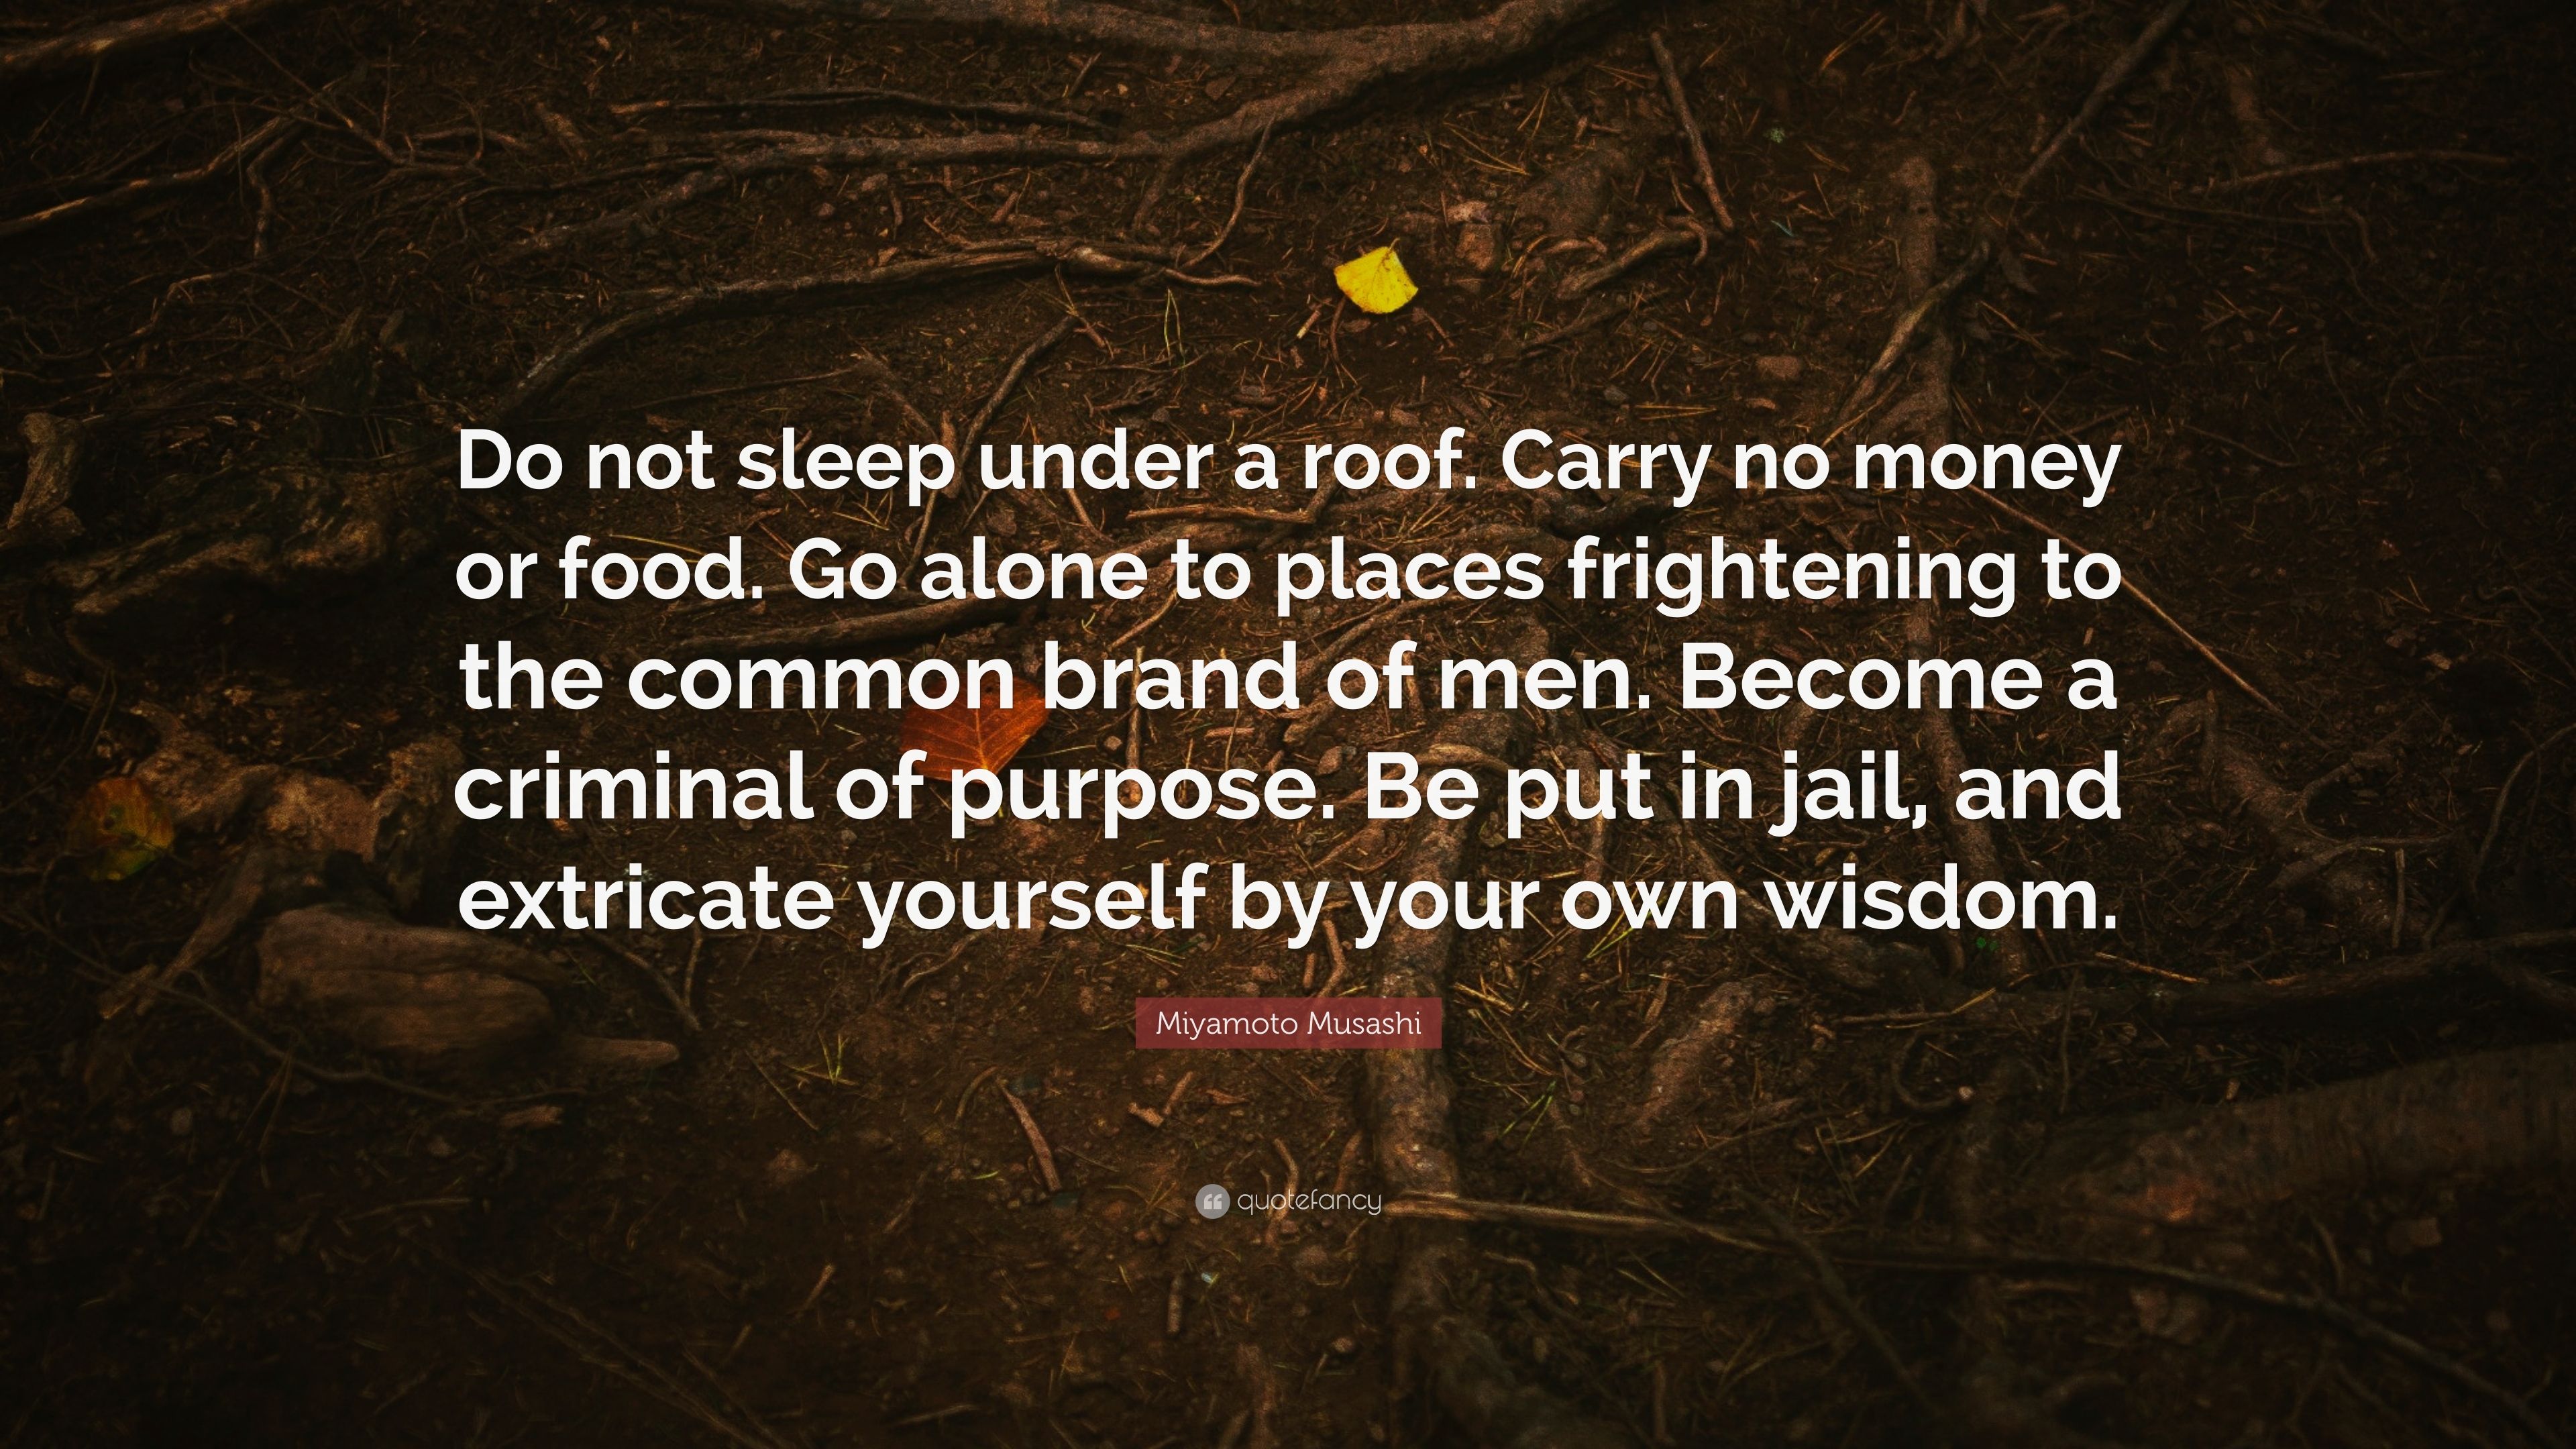 Do not sleep under a roof. Carry no money
or food. Go alone to places frightening to
the common brand of men. Become a
criminal of purpose. Be put in jail, and
extricate yourself by your own wisdom.
Miyamoto Musashi
quotefancy